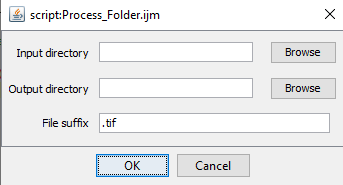 script:Process_Folder.ijm
Input directory Browse
Output directory Browse
File suffix .tif
OK Cancel